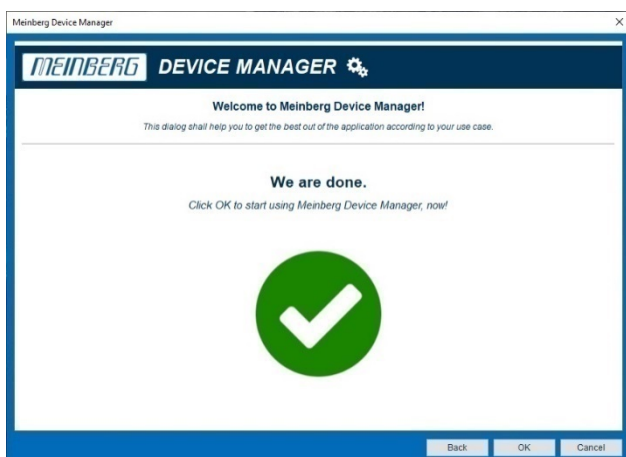 Meinberg Device Manager
MEINBERG DEVICE MANAGER
Welcome to Meinberg Device Manager!
This dialog shall help you to get the best out of the application according to your use case.
We are done.
Click OK to start using Meinberg Device Manager, now!
Back OK Cancel